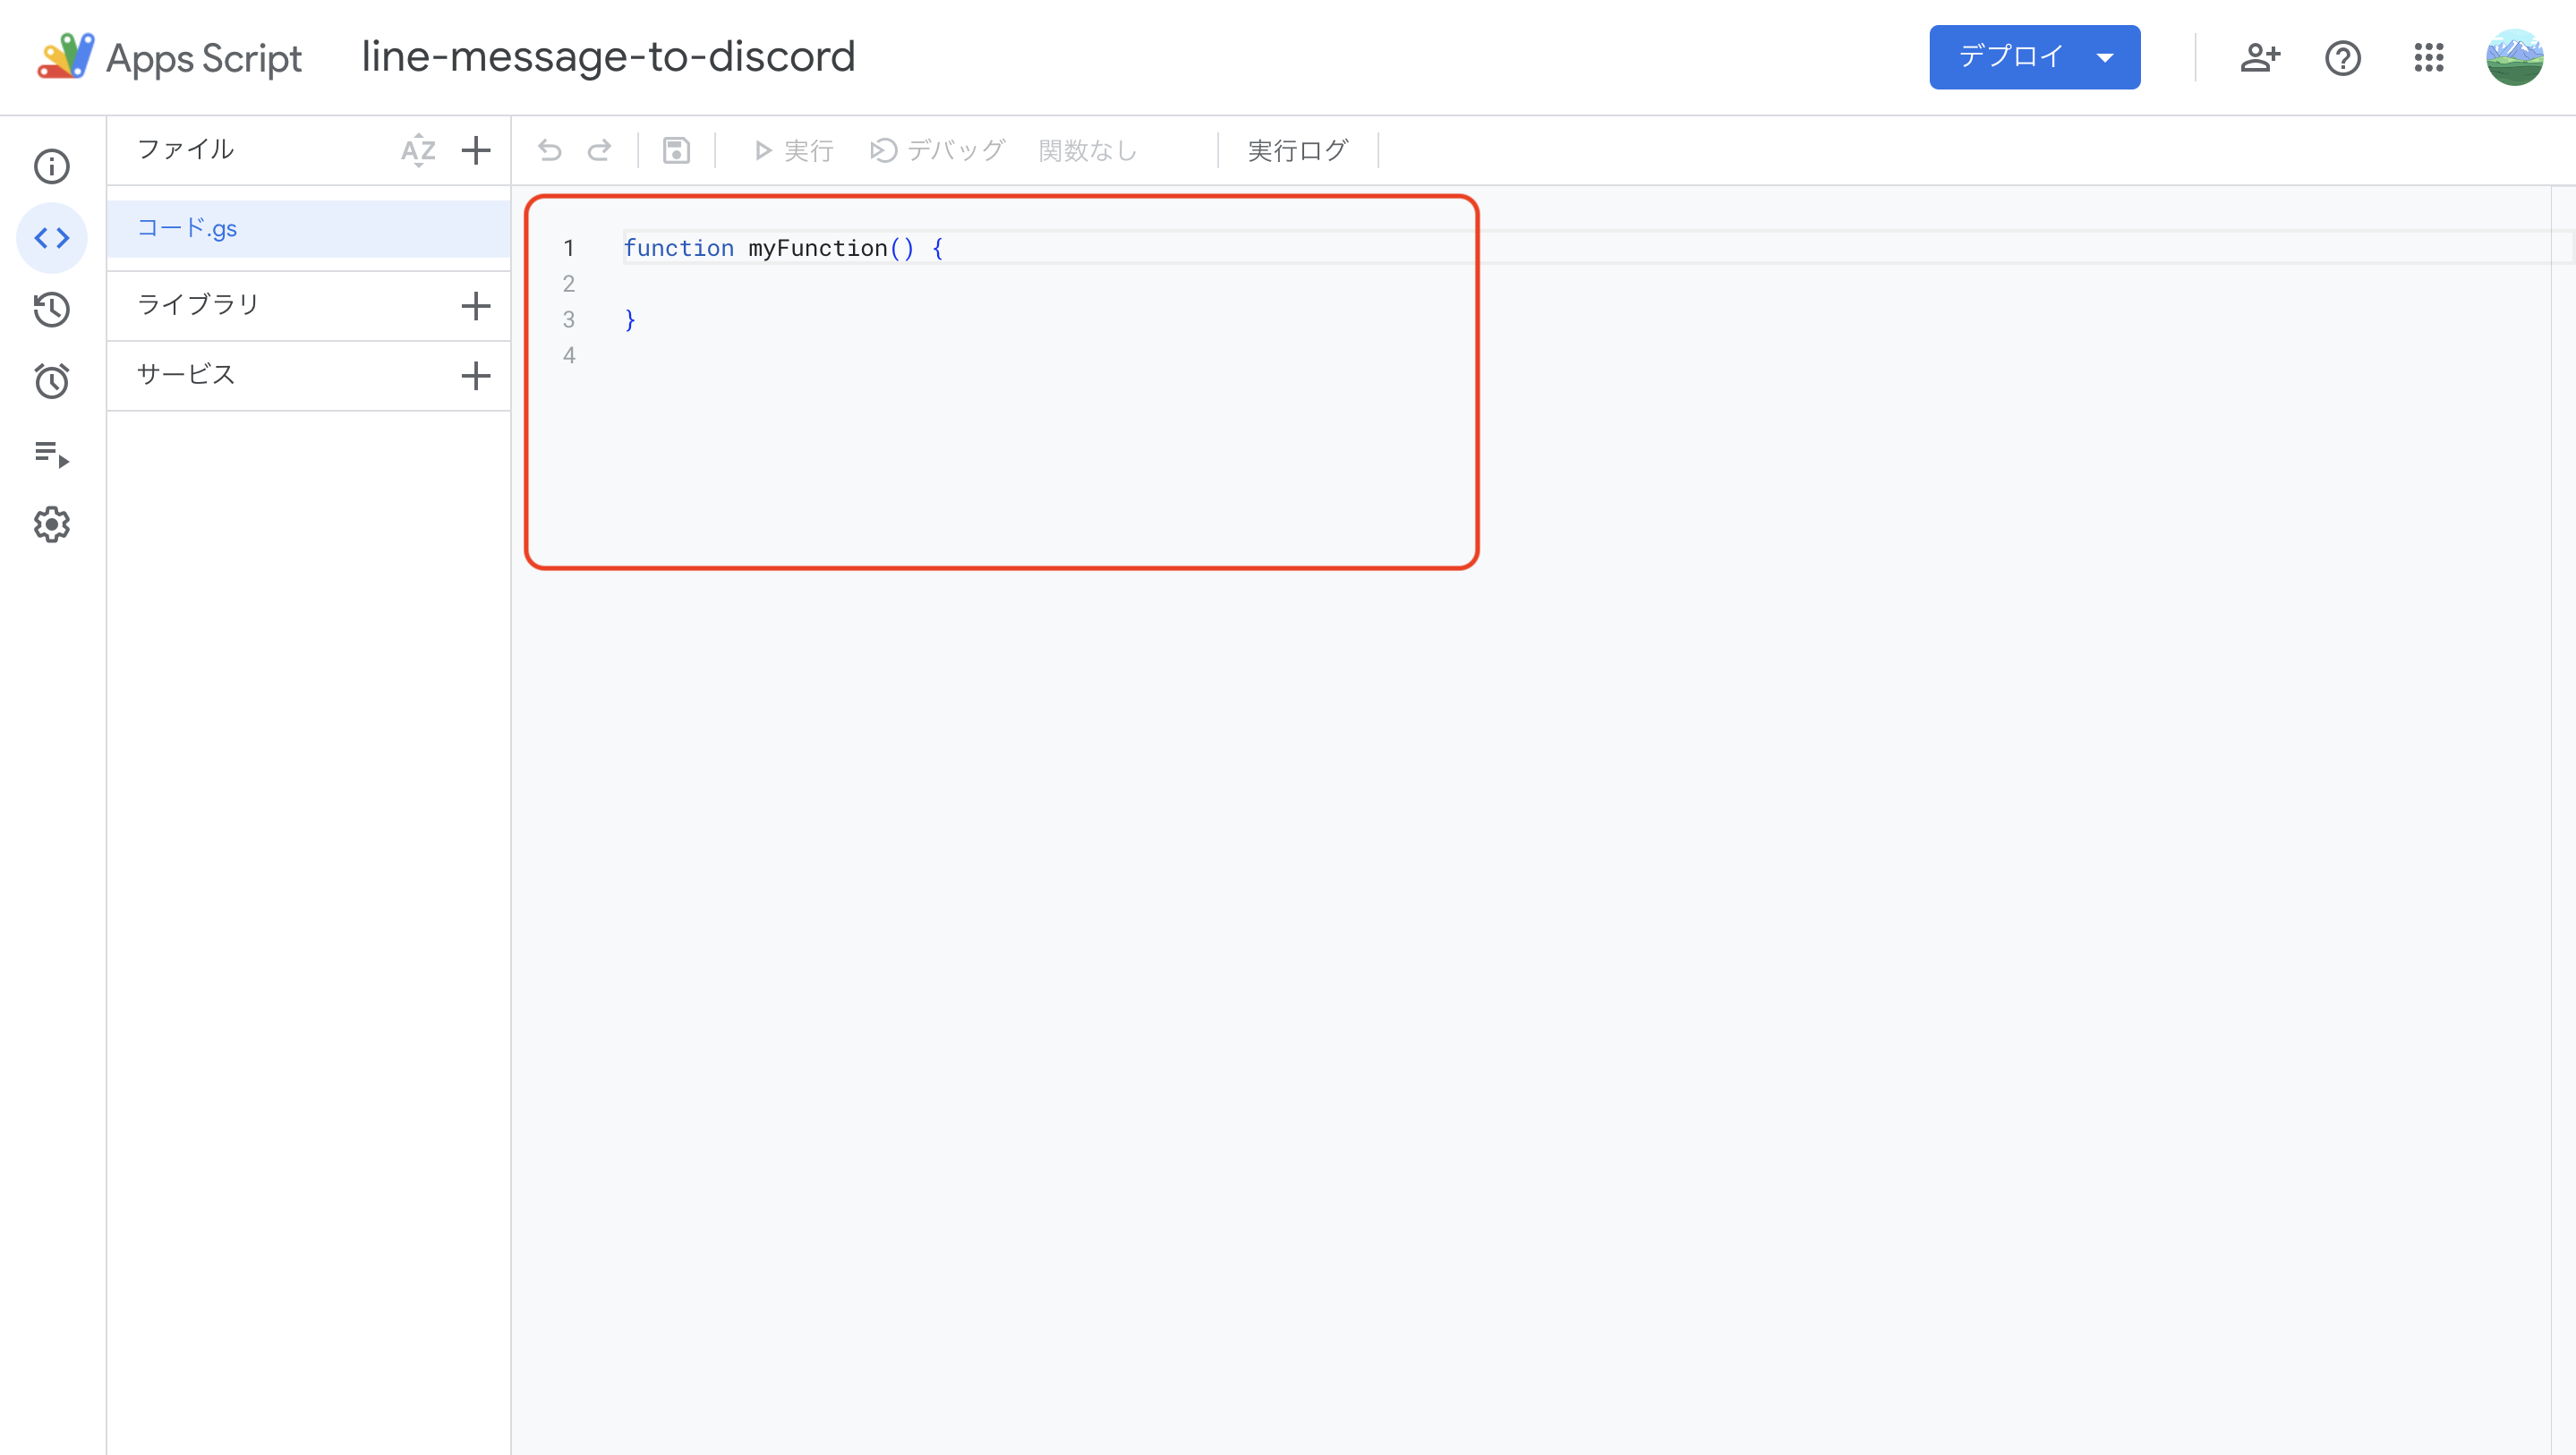 Apps Script line-message-to-discord デプロイ
ファイル AZ 実行 デバッグ 関数なし 実行ログ
コード.gs
ライブラリ
サービス
1 function myFunction() {
2
3 }
4